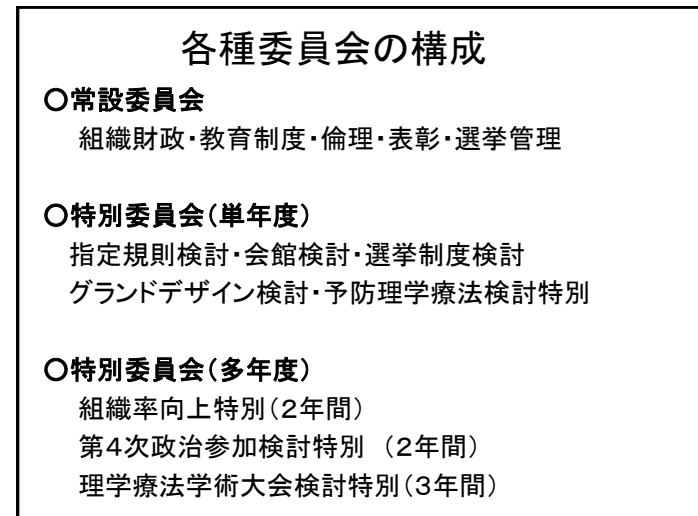 各種委員会の構成
○常設委員会
組織財政・教育制度・倫理・表彰・選挙管理
○特別委員会（単年度）
指定規則検討・会館検討・選挙制度検討
グランドデザイン検討・予防理学療法検討特別
○特別委員会（多年度）
組織率向上特別（２年間）
第４次政治参加検討特別　（２年間）
理学療法学術大会検討特別（３年間）